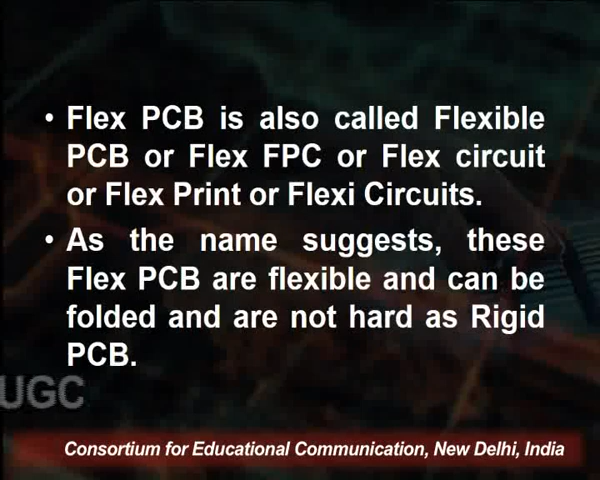 • Flex PCB is also called Flexible
PCB or Flex FPC or Flex circuit
or Flex Print or Flexi Circuits.
• As the name suggests, these
Flex PCB are flexible and can be
folded and are not hard as Rigid
PCB.
UGC
Consortium for Educational Communication, New Delhi, India